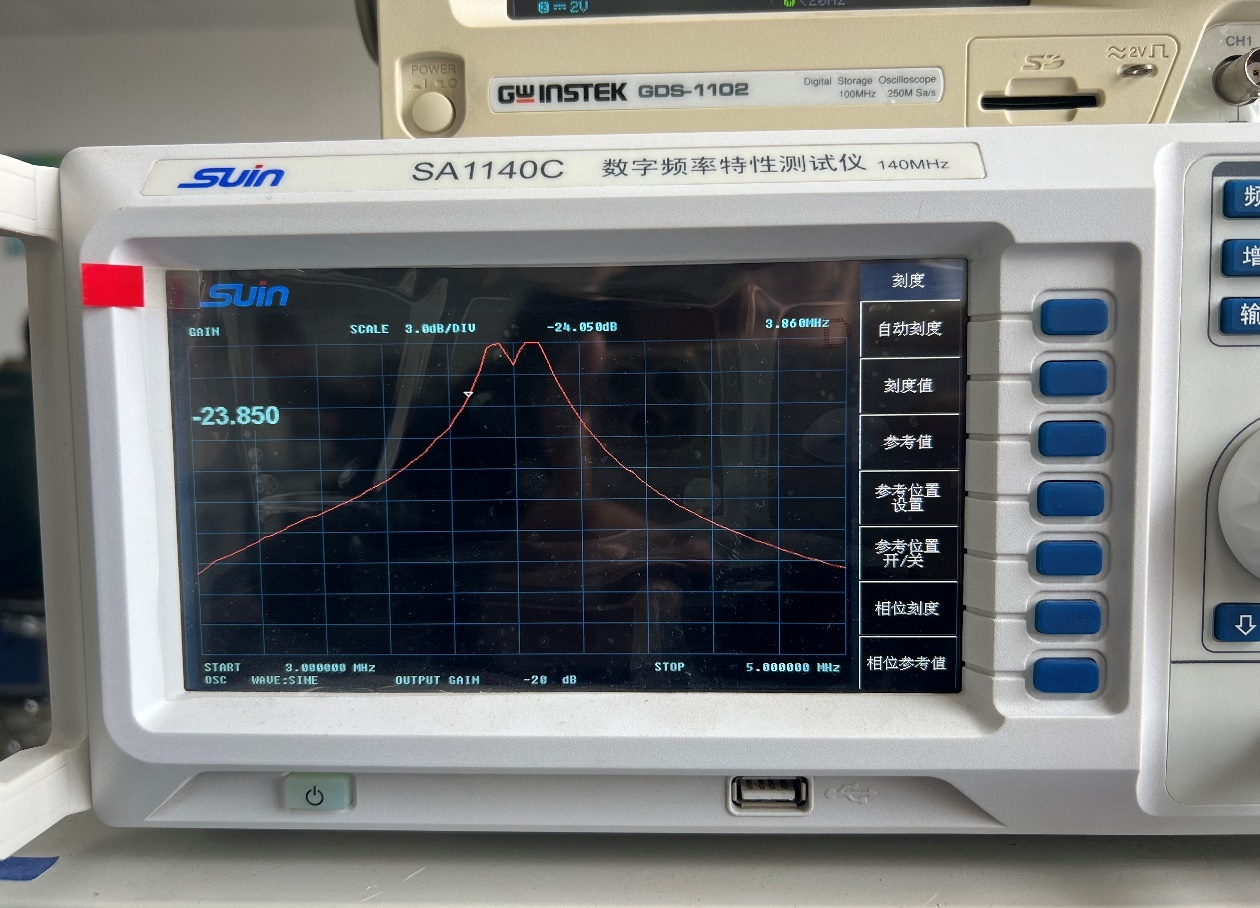 2V
<20Hz
POWER
GW INSTEK GDS-1102
Digital Storage Oscilloscope
100MHz 250M Sa/s
SD
≈2V
CH1
SUin SA1140C 数字频率特性测试仪 140MHz
SUin
GAIN SCALE 3.0dB/DIV -24.050dB 3.860MHz
-23.850
START 3.000000 MHz STOP 5.000000 MHz
OSC WAVE:SINE OUTPUT GAIN -20 dB
刻度
自动刻度
刻度值
参考值
参考位置
设置
参考位置
开/关
相位刻度
相位参考值
频
增
输